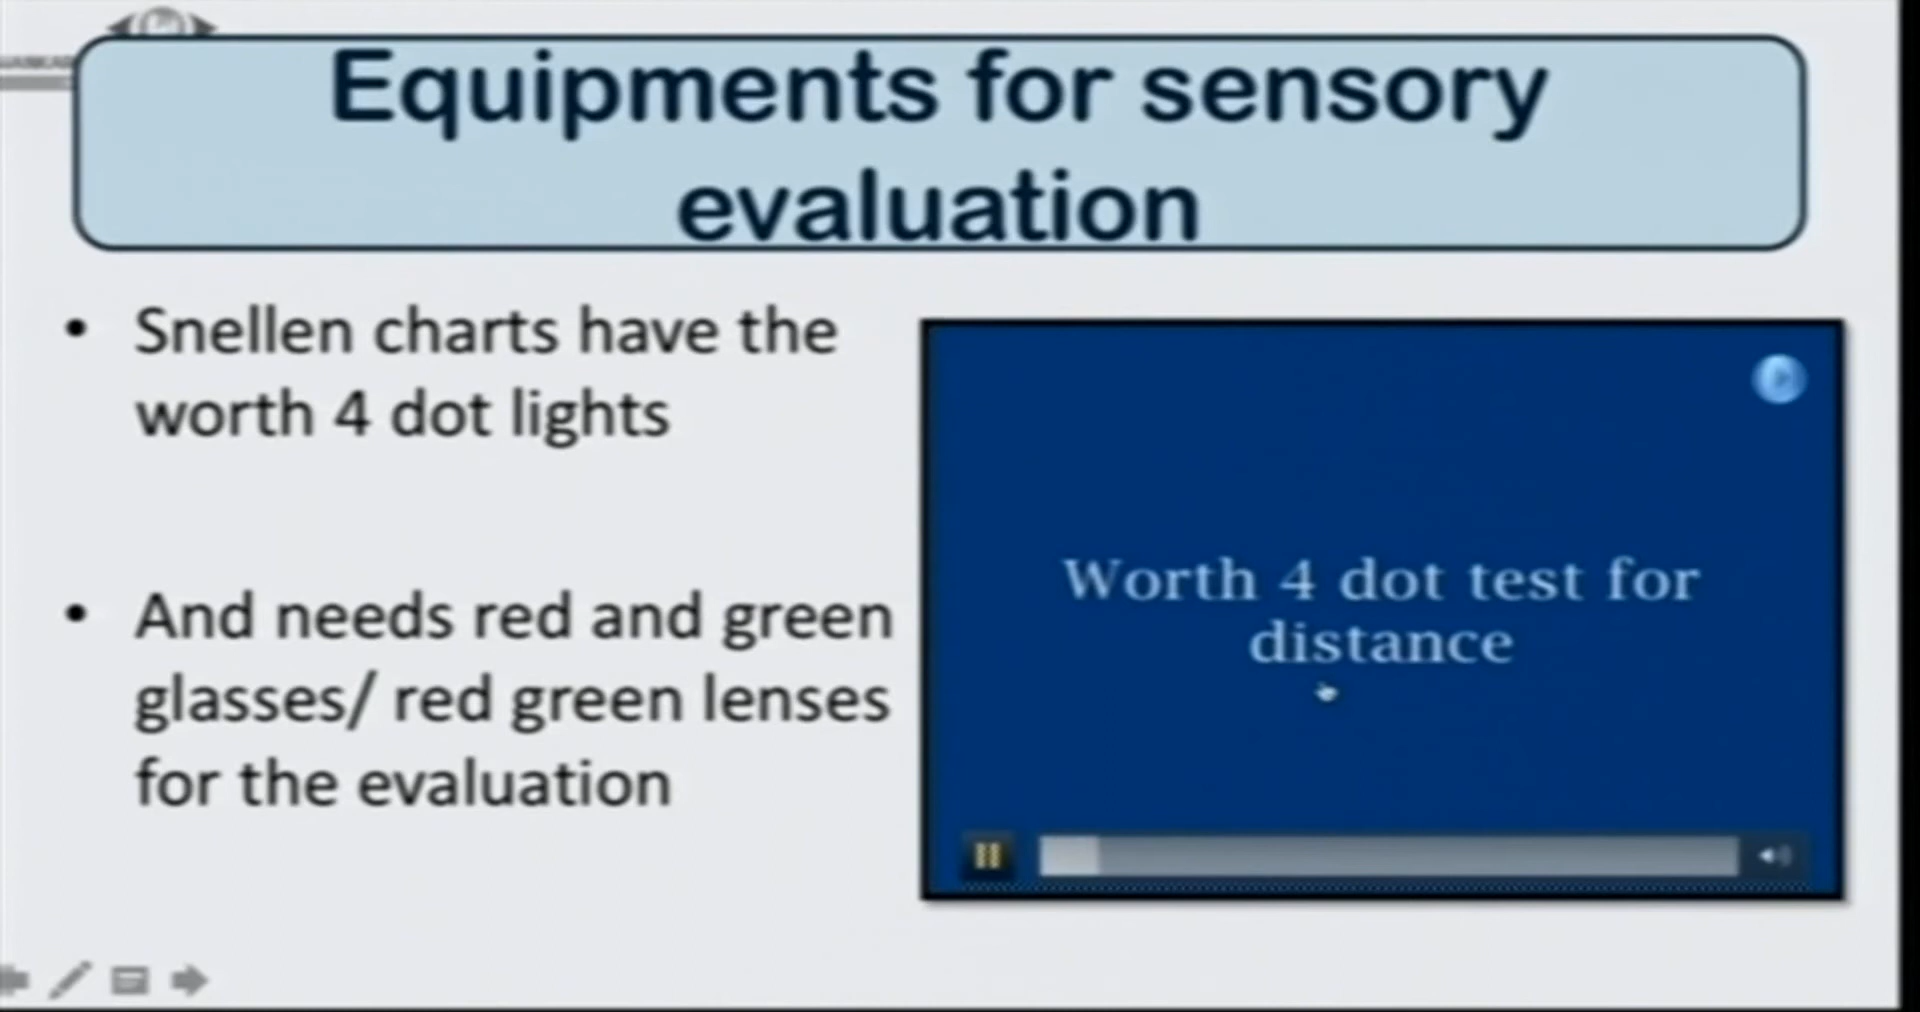 Equipments for sensory
evaluation
• Snellen charts have the
worth 4 dot lights
• And needs red and green
glasses/ red green lenses
for the evaluation
Worth 4 dot test for
distance